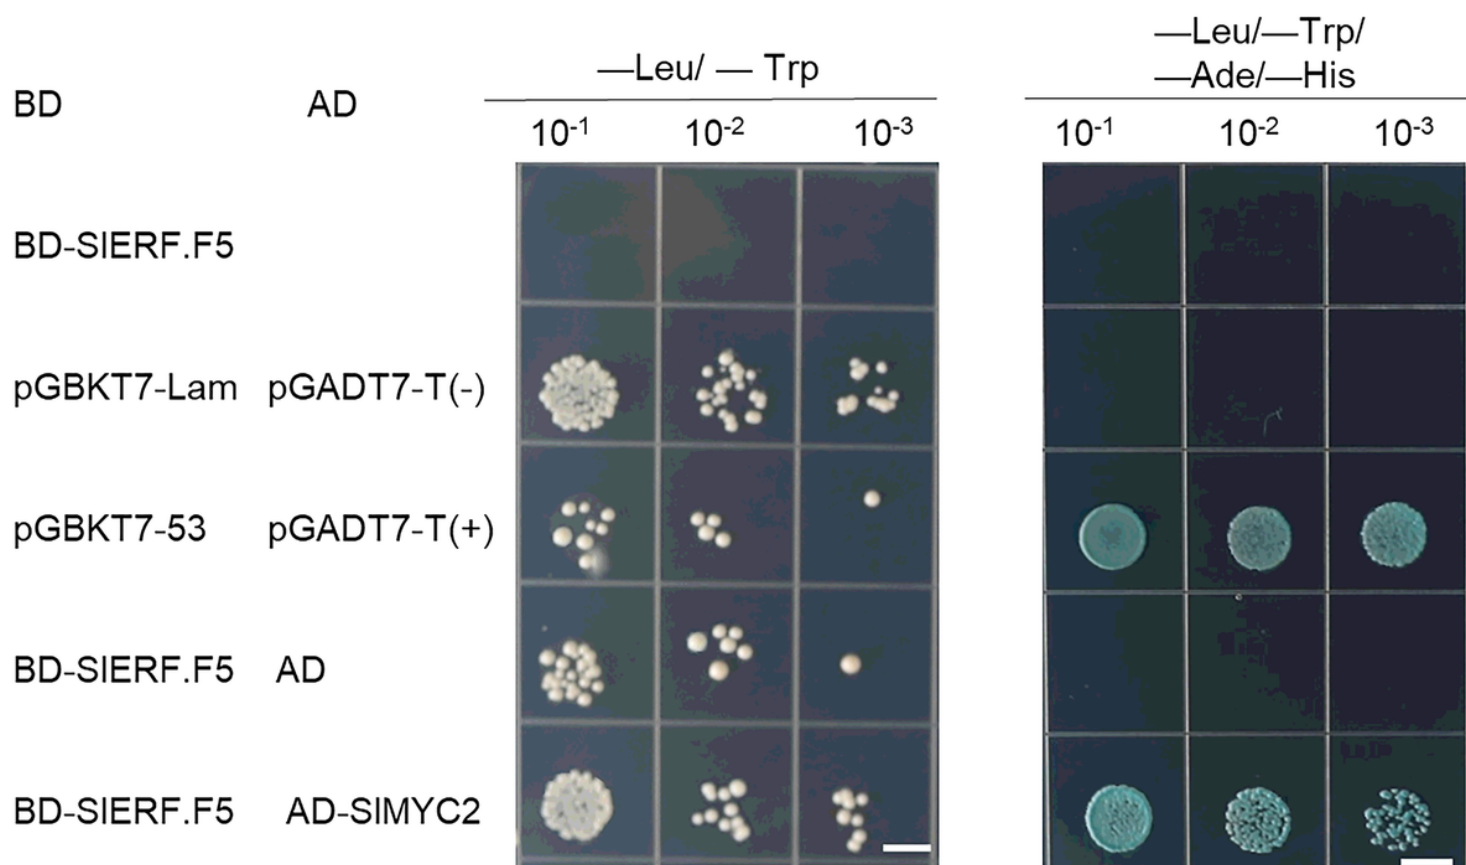 —Leu/ — Trp
—Leu/—Trp/
—Ade/—His
BD AD
10-1 10-2 10-3 10-1 10-2 10-3
BD-SlERF.F5
pGBKT7-Lam pGADT7-T(-)
pGBKT7-53 pGADT7-T(+)
BD-SlERF.F5 AD
BD-SlERF.F5 AD-SlMYC2